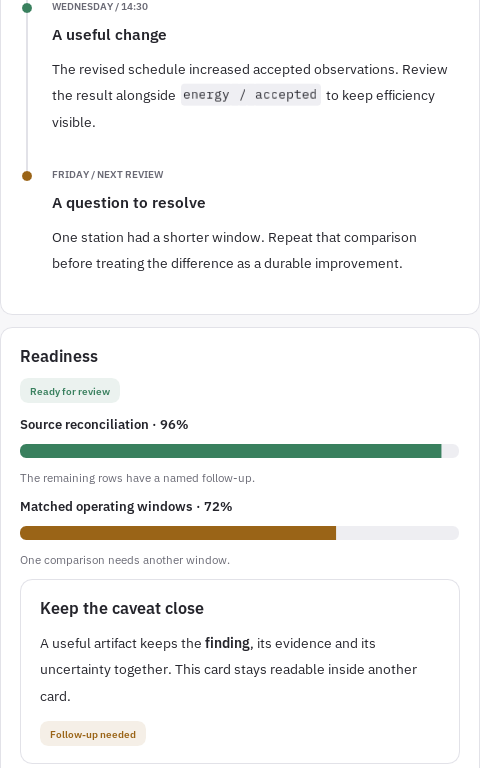 WEDNESDAY / 14:30
A useful change
The revised schedule increased accepted observations. Review
the result alongside energy / accepted to keep efficiency
visible.
FRIDAY / NEXT REVIEW
A question to resolve
One station had a shorter window. Repeat that comparison
before treating the difference as a durable improvement.
Readiness
Ready for review
Source reconciliation · 96%
The remaining rows have a named follow-up.
Matched operating windows · 72%
One comparison needs another window.
Keep the caveat close
A useful artifact keeps the finding, its evidence and its
uncertainty together. This card stays readable inside another
card.
Follow-up needed